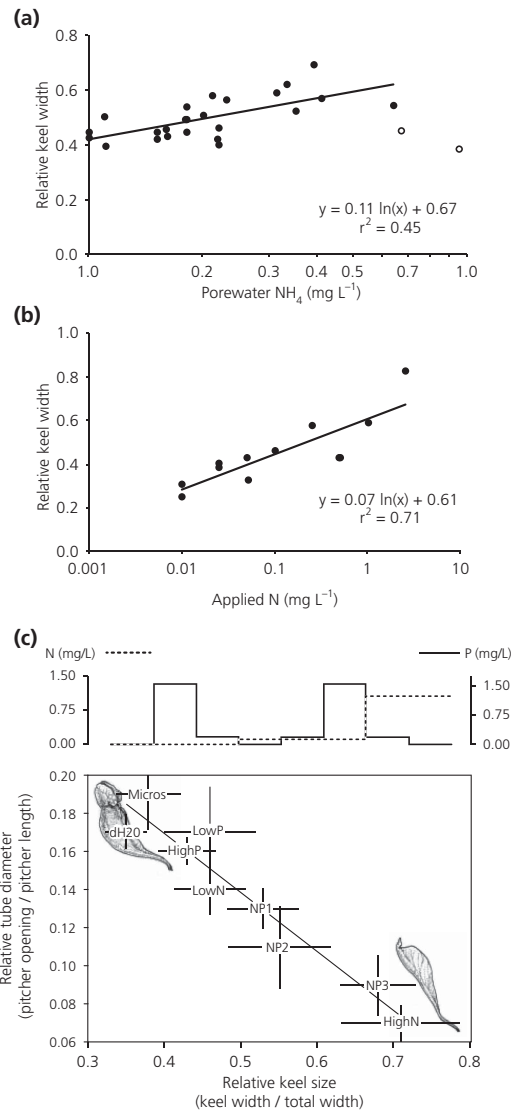 (a)
0.8
0.6
0.4
0.2
0.0
Relative keel width
y = 0.11 ln(x) + 0.67
r² = 0.45
1.0 0.2 0.3 0.4 0.5 0.7 1.0
Porewater NH₄ (mg L⁻¹)
(b)
1.0
0.8
0.6
0.4
0.2
0.0
Relative keel width
y = 0.07 ln(x) + 0.61
r² = 0.71
0.001 0.01 0.1 1 10
Applied N (mg L⁻¹)
(c)
N (mg/L) P (mg/L)
1.50 1.50
0.75 0.75
0.00 0.00
0.20
0.18
0.16
0.14
0.12
0.10
0.08
0.06
Relative tube diameter
(pitcher opening / pitcher length)
Micros
dH20
LowP
HighP
LowN
NP1
NP2
NP3
HighN
0.3 0.4 0.5 0.6 0.7 0.8
Relative keel size
(keel width / total width)